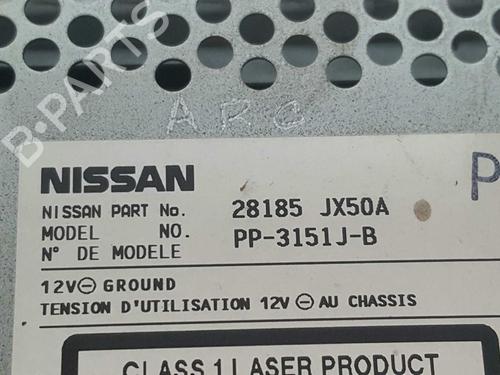 B-PARTS
ARC
NISSAN
P
NISSAN PART No. 28185 JX50A
MODEL NO. PP-3151J-B
N° DE MODELE
12V⊖ GROUND
TENSION D'UTILISATION 12V ⊖ AU CHASSIS
CLASS 1 LASER PRODUCT